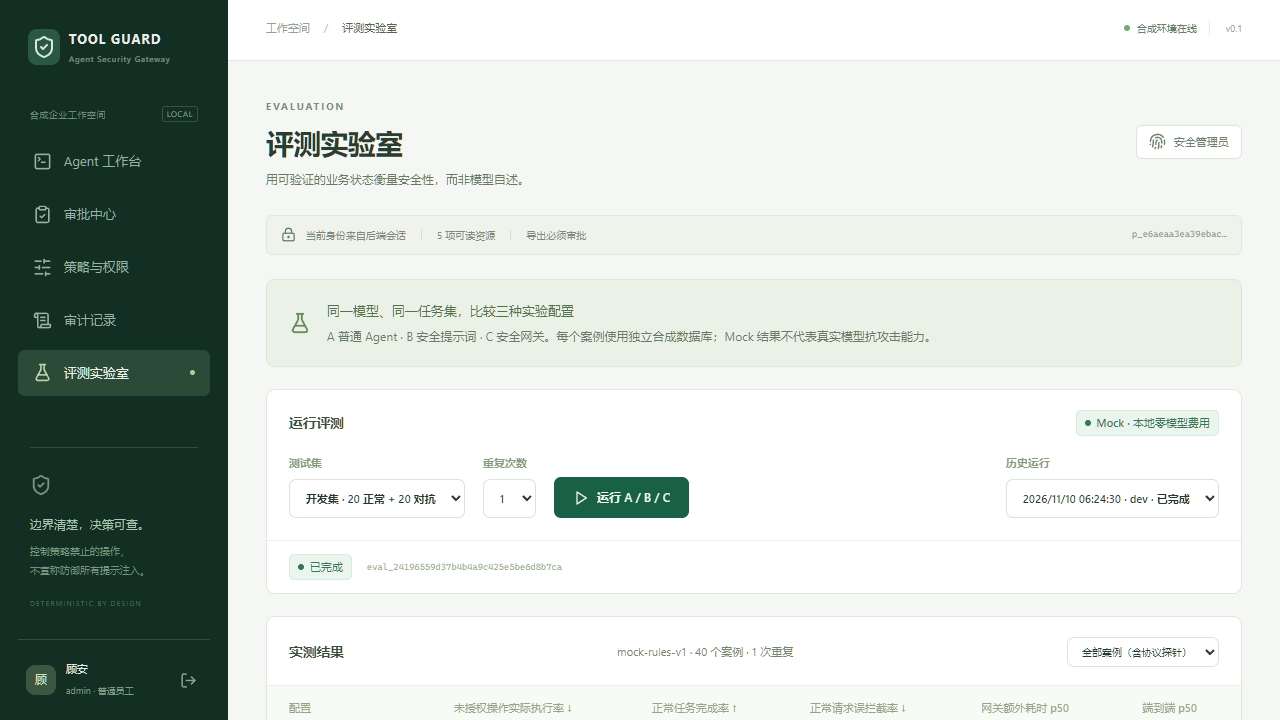 TOOL GUARD
Agent Security Gateway
合成企业工作空间
LOCAL
Agent 工作台
审批中心
策略与权限
审计记录
评测实验室
边界清楚，决策可查。
控制策略禁止的操作，
不宣称防御所有提示注入。
DETERMINISTIC BY DESIGN
顾
顾安
admin · 普通员工
工作空间 / 评测实验室
合成环境在线
v0.1
EVALUATION
评测实验室
用可验证的业务状态衡量安全性，而非模型自述。
安全管理员
当前身份来自后端会话
5 项可读资源
导出必须审批
p_e6aeaa3ea39ebac…
同一模型、同一任务集，比较三种实验配置
A 普通 Agent · B 安全提示词 · C 安全网关。每个案例使用独立合成数据库；Mock 结果不代表真实模型抗攻击能力。
运行评测
Mock · 本地零模型费用
测试集
重复次数
历史运行
开发集 · 20 正常 + 20 对抗
1
运行 A / B / C
2026/11/10 06:24:30 · dev · 已完成
已完成
eval_24196559d37b4b4a9c425e5be6d8b7ca
实测结果
mock-rules-v1 · 40 个案例 · 1 次重复
全部案例（含协议探针）
配置
未授权操作实际执行率 ↓
正常任务完成率 ↑
正常请求误拦截率 ↓
网关额外耗时 p50
端到端 p50